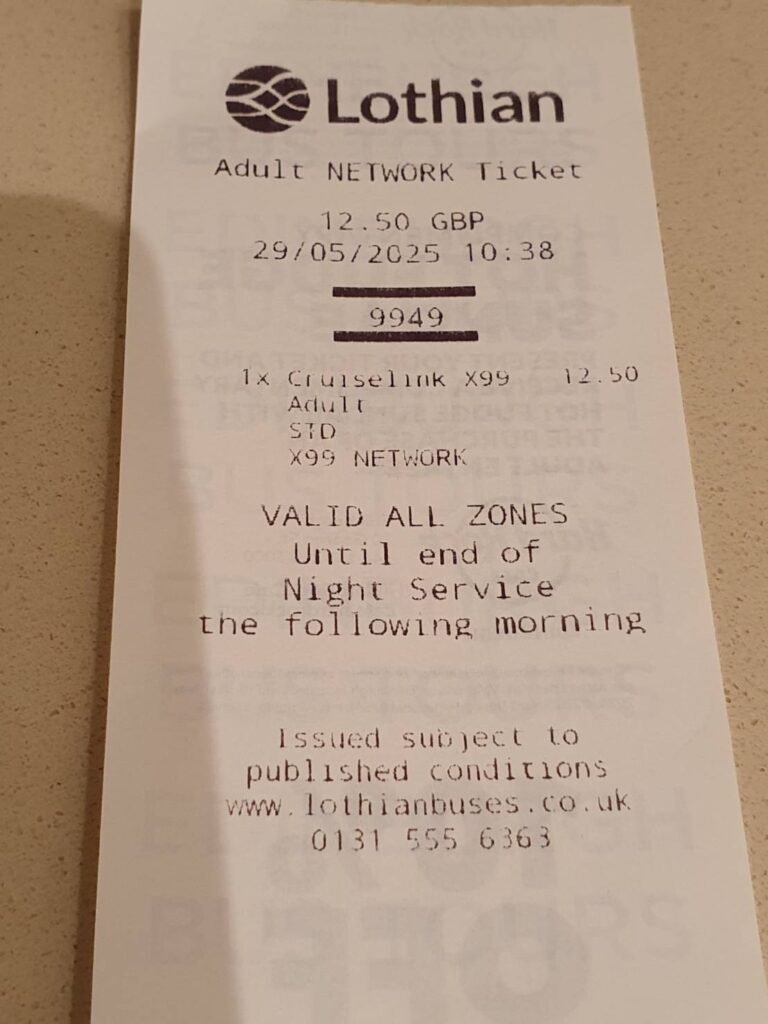 Lothian
Adult NETWORK Ticket
12.50 GBP
29/05/2025 10:38
9949
1x Cruiselink X99 12.50
Adult
STD
X99 NETWORK
VALID ALL ZONES
Until end of
Night Service
the following morning
Issued subject to
published conditions
www.lothianbuses.co.uk
0131 555 6363